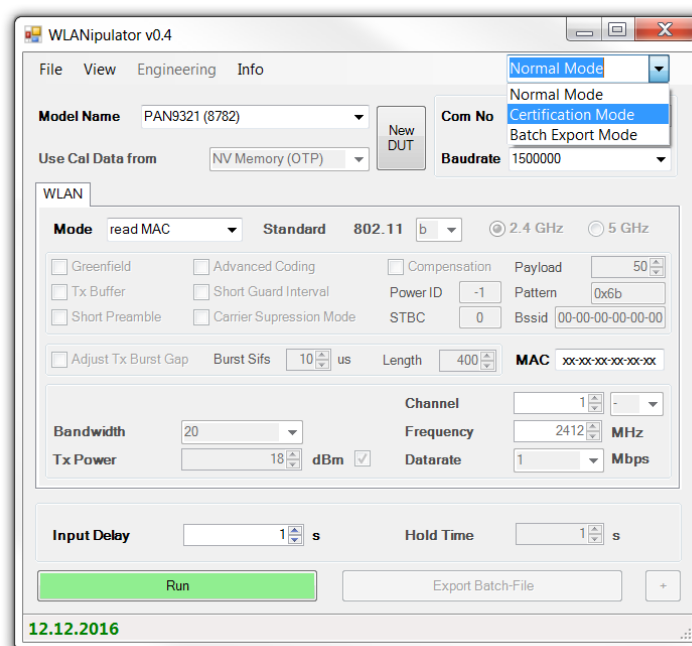 WLANipulator v0.4
File View Engineering Info Normal Mode
Normal Mode
Certification Mode
Batch Export Mode
Model Name PAN9321 (8782) New DUT Com No
Use Cal Data from NV Memory (OTP) Baudrate 1500000
WLAN
Mode read MAC Standard 802.11 b 2.4 GHz 5 GHz
Greenfield Advanced Coding Compensation Payload 50
Tx Buffer Short Guard Interval Power ID -1 Pattern 0x6b
Short Preamble Carrier Supression Mode STBC 0 Bssid 00-00-00-00-00-00
Adjust Tx Burst Gap Burst Sifs 10 us Length 400 MAC xx-xx-xx-xx-xx-xx
Channel 1 -
Bandwidth 20 Frequency 2412 MHz
Tx Power 18 dBm Datarate 1 Mbps
Input Delay 1 s Hold Time 1 s
Run Export Batch-File +
12.12.2016